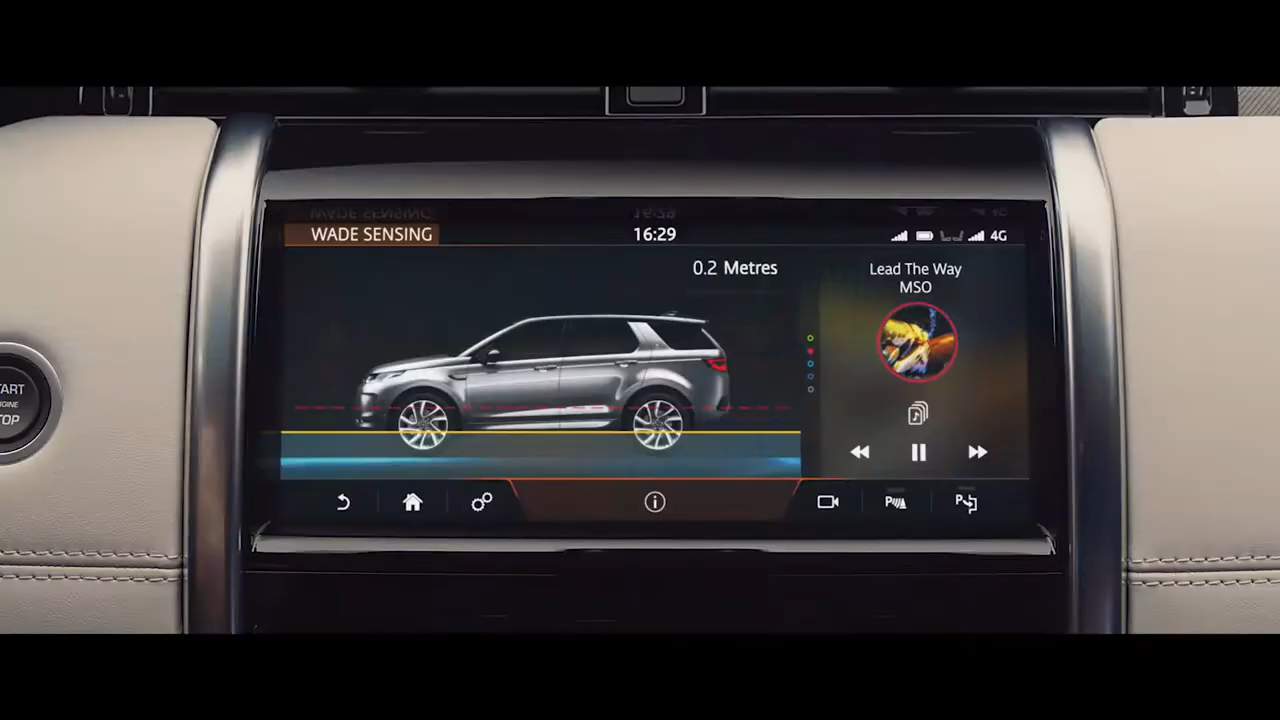 WADE SENSING
16:29
4G
0.2 Metres
Lead The Way
MSO
START
ENGINE
STOP